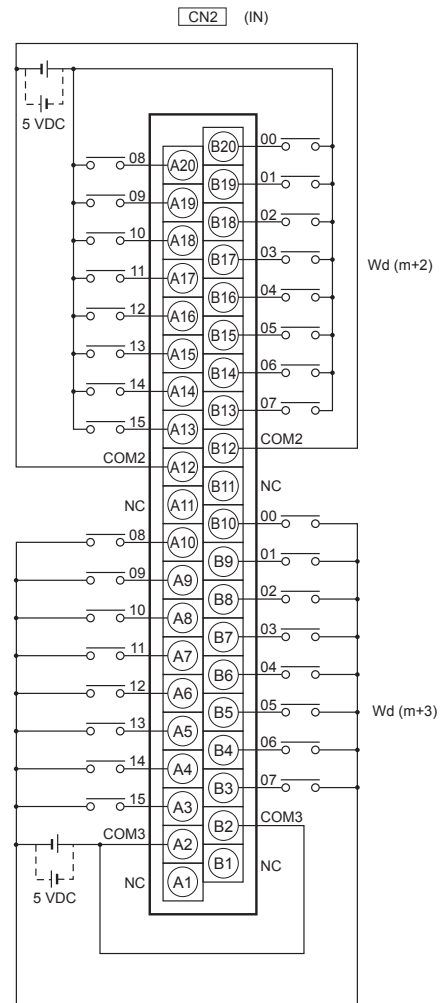 CN2 (IN)
5 VDC
B20 00
08 A20
B19 01
09 A19
B18 02
10 A18
B17 03
Wd (m+2)
11 A17
B16 04
12 A16
B15 05
13 A15
B14 06
14 A14
B13 07
15 A13
B12 COM2
COM2 A12
B11 NC
NC A11
B10 00
08 A10
B9 01
09 A9
B8 02
10 A8
B7 03
11 A7
B6 04
12 A6
B5 05
Wd (m+3)
13 A5
B4 06
14 A4
B3 07
15 A3
B2 COM3
COM3 A2
B1 NC
NC A1
5 VDC